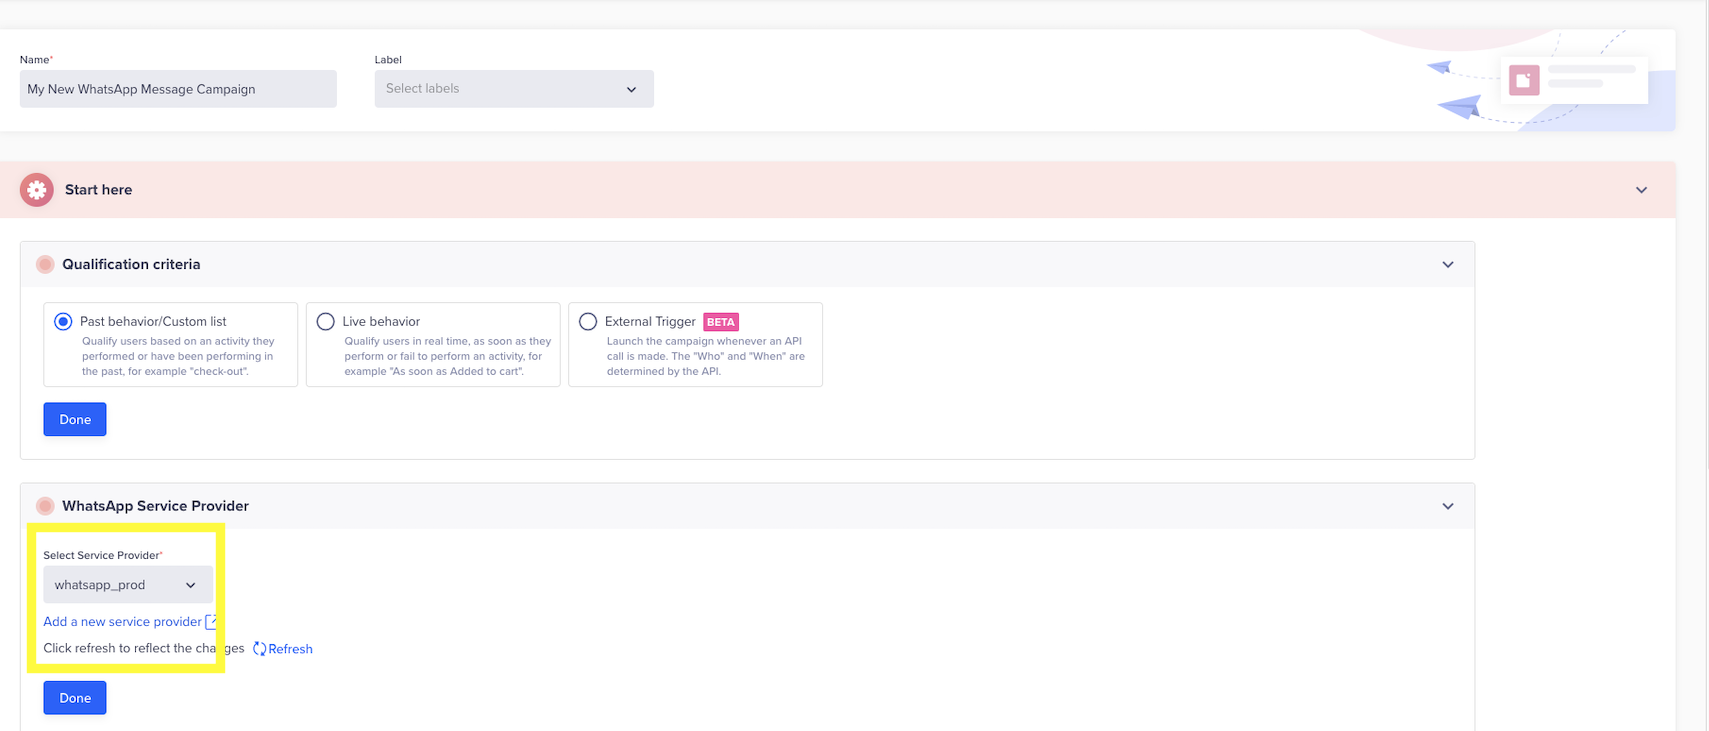 Name*
My New WhatsApp Message Campaign
Label
Select labels
Start here
Qualification criteria
Past behavior/Custom list
Qualify users based on an activity they
performed or have been performing in
the past, for example "check-out".
Live behavior
Qualify users in real time, as soon as they
perform or fail to perform an activity, for
example "As soon as Added to cart".
External Trigger BETA
Launch the campaign whenever an API
call is made. The "Who" and "When" are
determined by the API.
Done
WhatsApp Service Provider
Select Service Provider*
whatsapp_prod
Add a new service provider
Click refresh to reflect the changes Refresh
Done